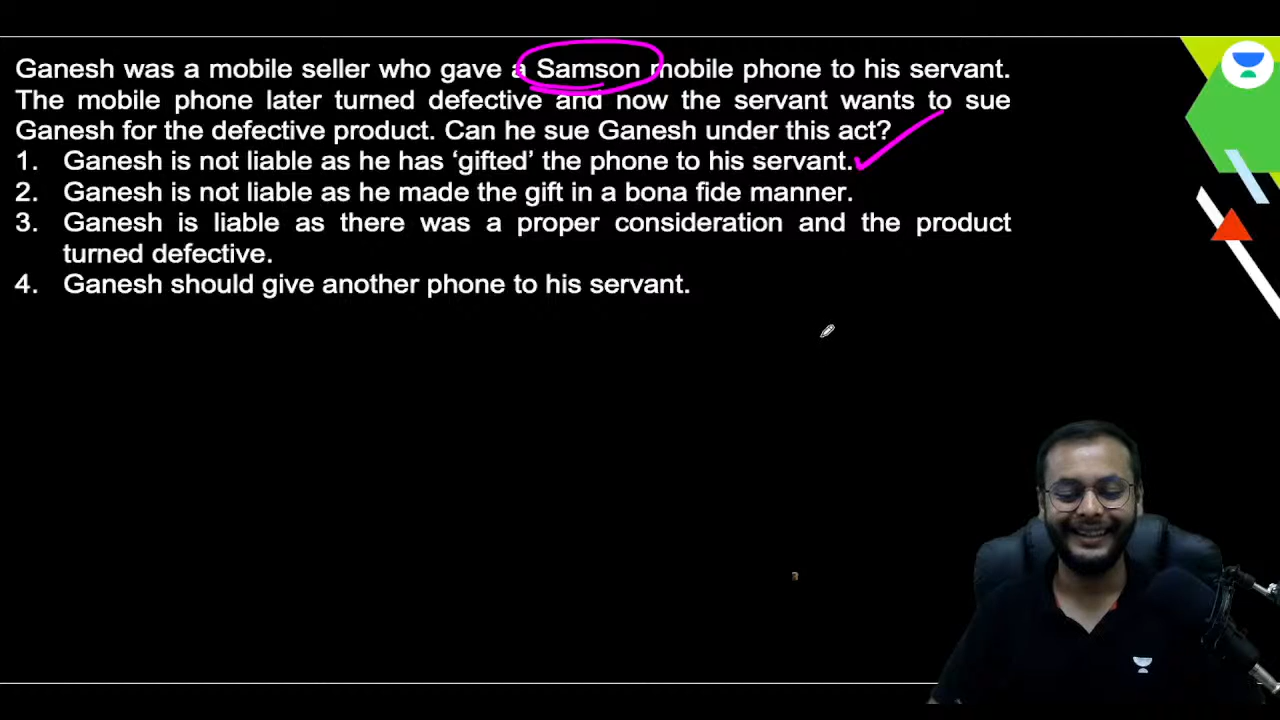 Ganesh was a mobile seller who gave a Samson mobile phone to his servant.
The mobile phone later turned defective and now the servant wants to sue
Ganesh for the defective product. Can he sue Ganesh under this act?
1. Ganesh is not liable as he has ‘gifted’ the phone to his servant.
2. Ganesh is not liable as he made the gift in a bona fide manner.
3. Ganesh is liable as there was a proper consideration and the product
turned defective.
4. Ganesh should give another phone to his servant.